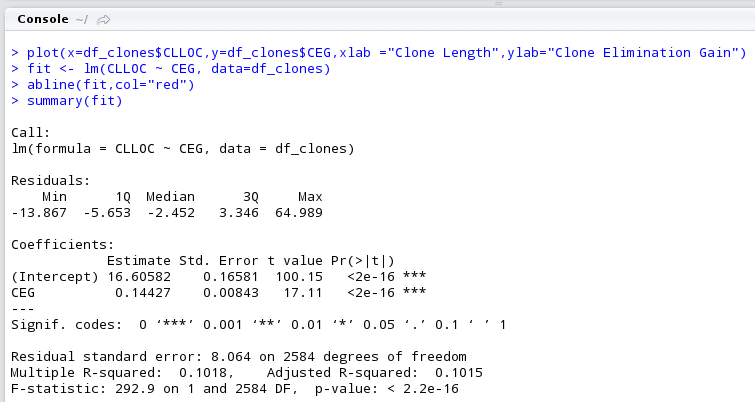 Console ~/
> plot(x=df_clones$CLLOC,y=df_clones$CEG,xlab ="Clone Length",ylab="Clone Elimination Gain")
> fit <- lm(CLLOC ~ CEG, data=df_clones)
> abline(fit,col="red")
> summary(fit)
Call:
lm(formula = CLLOC ~ CEG, data = df_clones)
Residuals:
    Min      1Q  Median      3Q     Max
-13.867  -5.653  -2.452   3.346  64.989
Coefficients:
            Estimate Std. Error t value Pr(>|t|)
(Intercept) 16.60582    0.16581  100.15   <2e-16 ***
CEG          0.14427    0.00843   17.11   <2e-16 ***
---
Signif. codes:  0 ‘***’ 0.001 ‘**’ 0.01 ‘*’ 0.05 ‘.’ 0.1 ‘ ’ 1
Residual standard error: 8.064 on 2584 degrees of freedom
Multiple R-squared:  0.1018,    Adjusted R-squared:  0.1015
F-statistic: 292.9 on 1 and 2584 DF,  p-value: < 2.2e-16